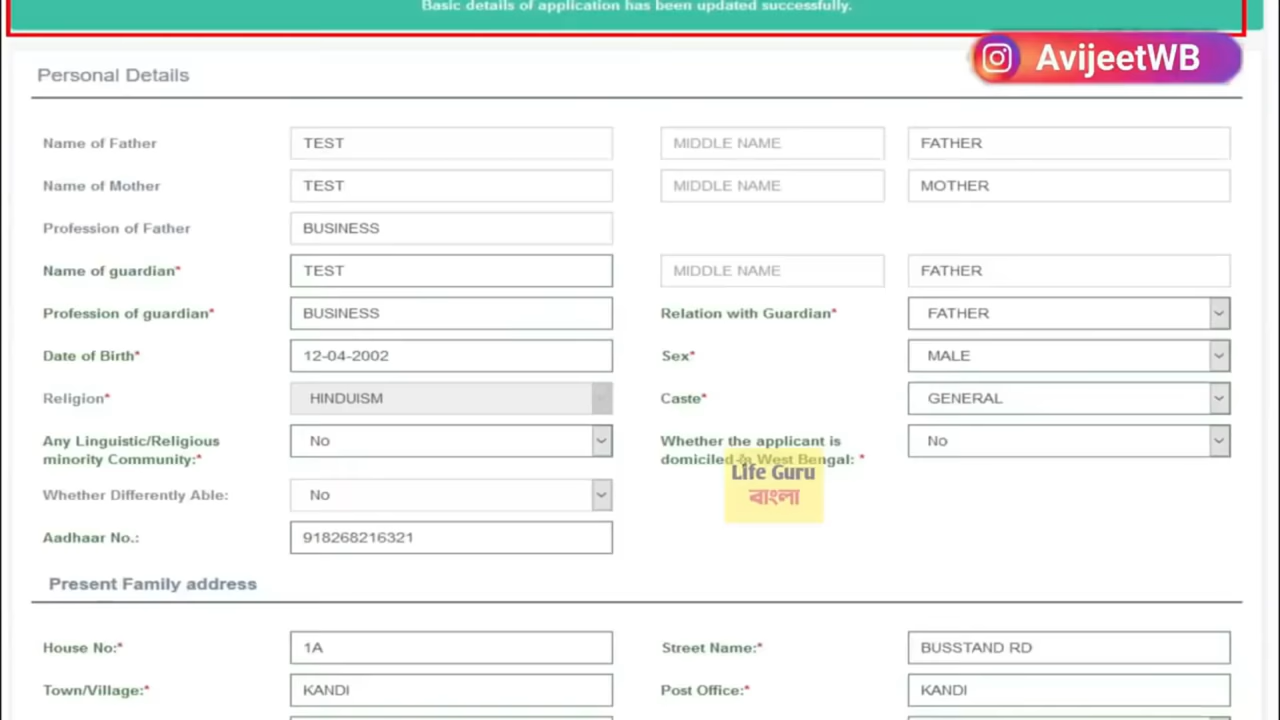 Basic details of application has been updated successfully.
AvijeetWB
Personal Details
Name of Father TEST MIDDLE NAME FATHER
Name of Mother TEST MIDDLE NAME MOTHER
Profession of Father BUSINESS
Name of guardian* TEST MIDDLE NAME FATHER
Profession of guardian* BUSINESS Relation with Guardian* FATHER
Date of Birth* 12-04-2002 Sex* MALE
Religion* HINDUISM Caste* GENERAL
Any Linguistic/Religious No Whether the applicant is No
minority Community:* domiciled in West Bengal: *
Life Guru
বাংলা
Whether Differently Able: No
Aadhaar No.: 918268216321
Present Family address
House No:* 1A Street Name:* BUSSTAND RD
Town/Village:* KANDI Post Office:* KANDI